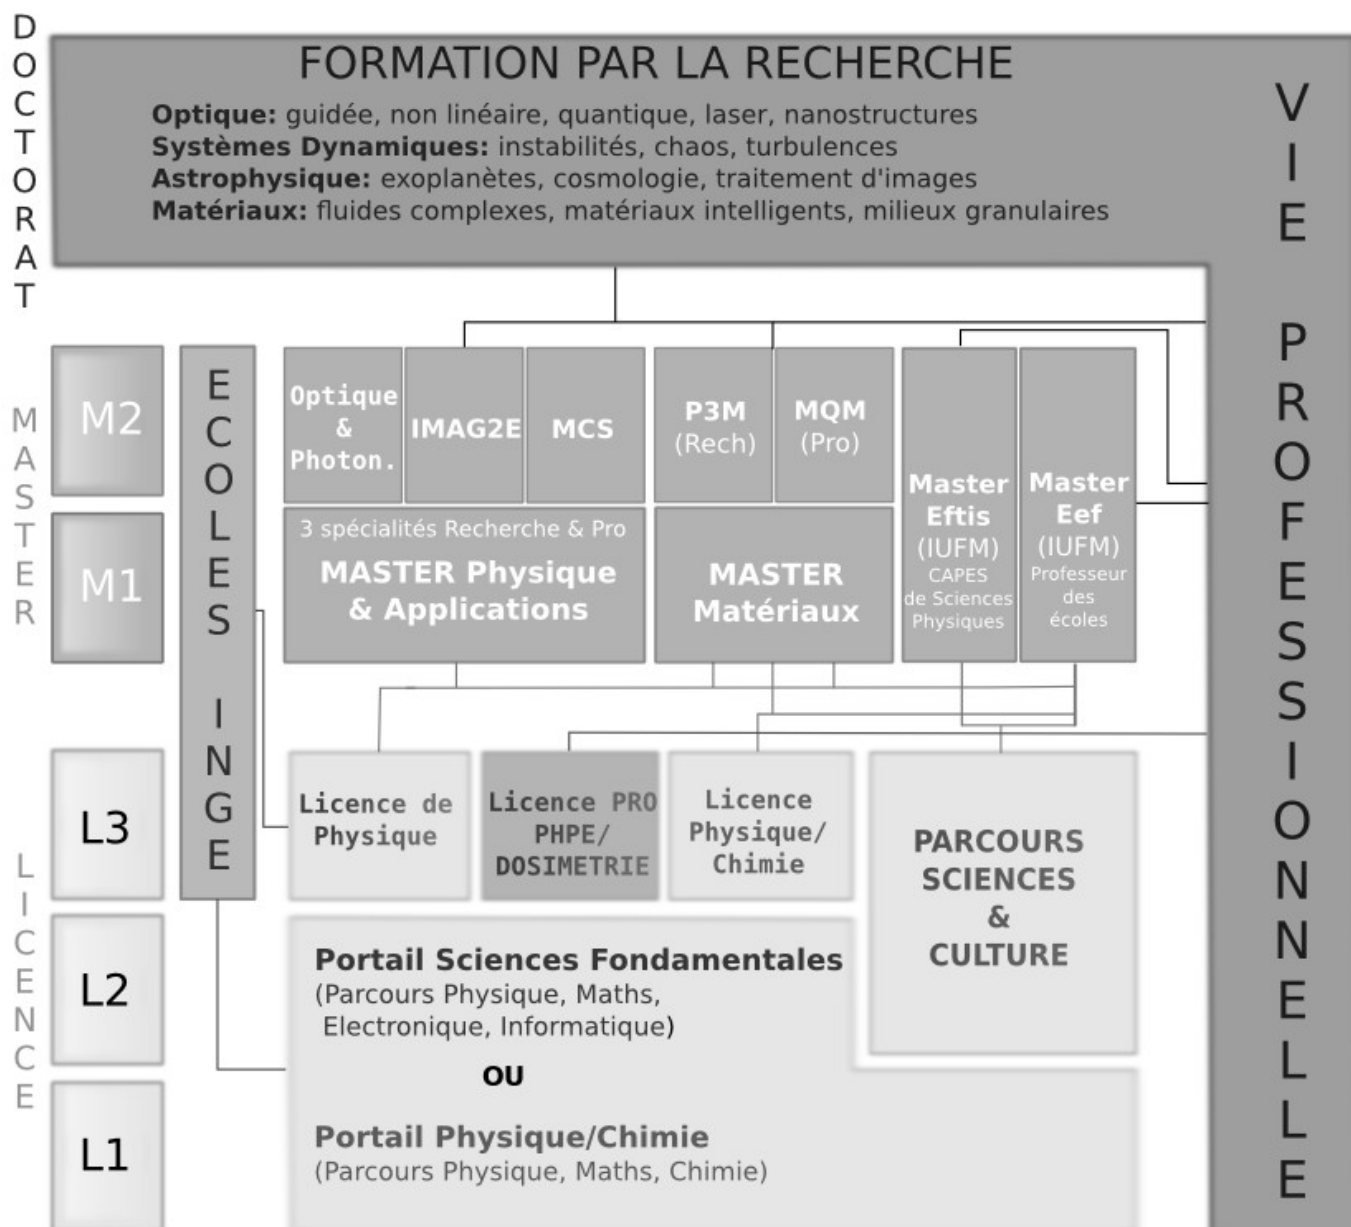 DOCTORAT
FORMATION PAR LA RECHERCHE
Optique: guidée, non linéaire, quantique, laser, nanostructures
Systèmes Dynamiques: instabilités, chaos, turbulences
Astrophysique: exoplanètes, cosmologie, traitement d'images
Matériaux: fluides complexes, matériaux intelligents, milieux granulaires
VIE PROFESSIONNELLE
MASTER
M2
M1
ECOLES INGE
Optique
&
Photon.
IMAG2E
MCS
P3M
(Rech)
MQM
(Pro)
3 spécialités Recherche & Pro
MASTER Physique
& Applications
MASTER
Matériaux
Master
Eftis
(IUFM)
CAPES
de Sciences
Physiques
Master
Eef
(IUFM)
Professeur
des
écoles
LICENCE
L3
L2
L1
Licence de
Physique
Licence PRO
PHPE/
DOSIMETRIE
Licence
Physique/
Chimie
PARCOURS
SCIENCES
&
CULTURE
Portail Sciences Fondamentales
(Parcours Physique, Maths,
Electronique, Informatique)
OU
Portail Physique/Chimie
(Parcours Physique, Maths, Chimie)